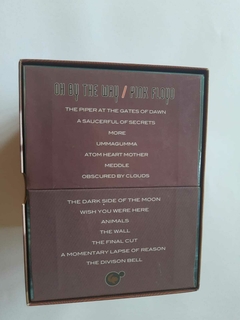 OH BY THE WAY / PINK FLOYD
THE PIPER AT THE GATES OF DAWN
A SAUCERFUL OF SECRETS
MORE
UMMAGUMMA
ATOM HEART MOTHER
MEDDLE
OBSCURED BY CLOUDS
THE DARK SIDE OF THE MOON
WISH YOU WERE HERE
ANIMALS
THE WALL
THE FINAL CUT
A MOMENTARY LAPSE OF REASON
THE DIVISION BELL